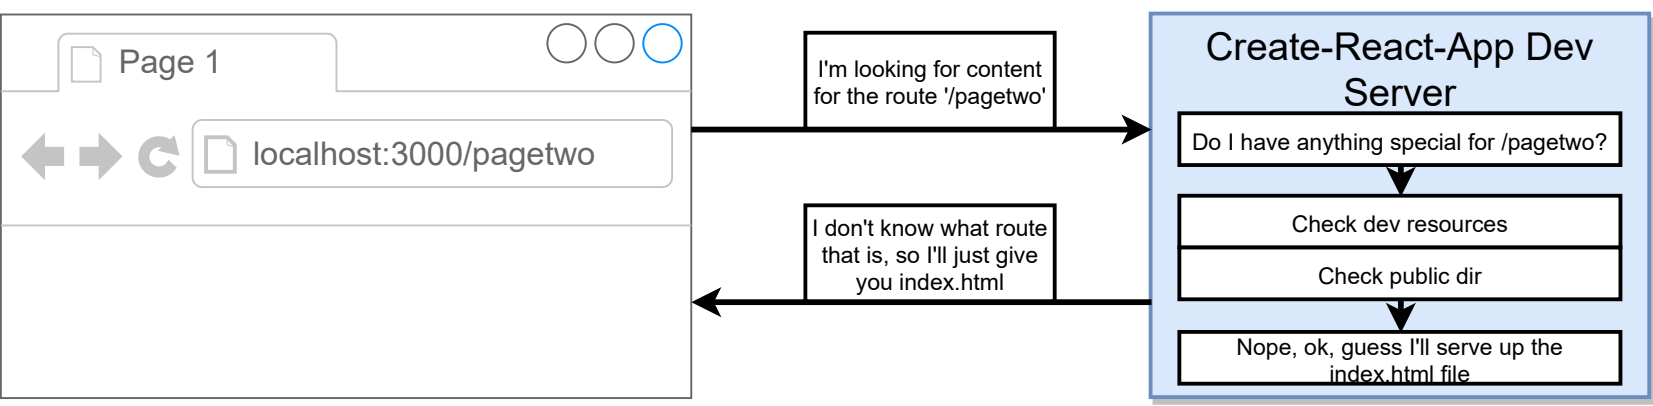 Page 1
localhost:3000/pagetwo
I'm looking for content
for the route '/pagetwo'
I don't know what route
that is, so I'll just give
you index.html
Create-React-App Dev
Server
Do I have anything special for /pagetwo?
Check dev resources
Check public dir
Nope, ok, guess I'll serve up the
index.html file